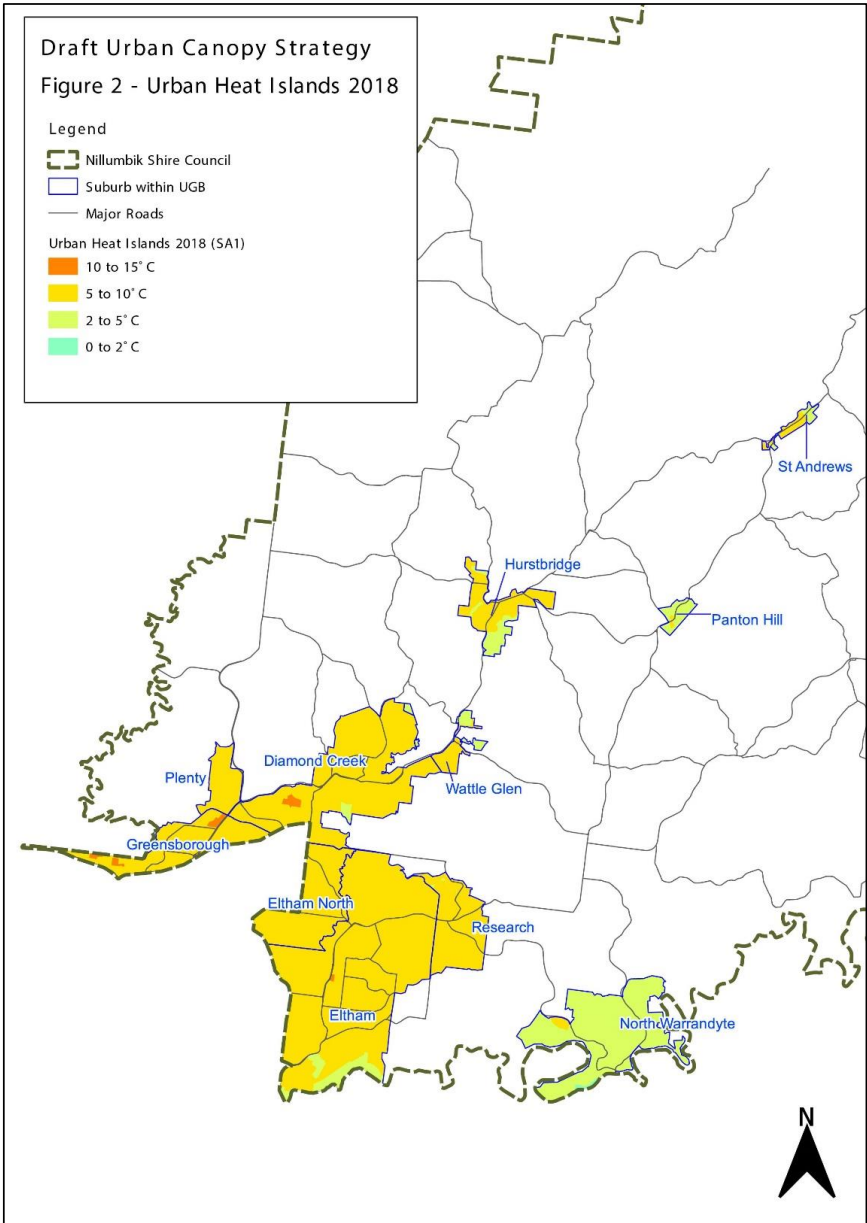 Draft Urban Canopy Strategy
Figure 2 - Urban Heat Islands 2018
Legend
Nillumbik Shire Council
Suburb within UGB
Major Roads
Urban Heat Islands 2018 (SA1)
10 to 15° C
5 to 10° C
2 to 5° C
0 to 2° C
St Andrews
Hurstbridge
Panton Hill
Diamond Creek
Plenty
Wattle Glen
Greensborough
Eltham North
Research
Eltham
North Warrandyte
N